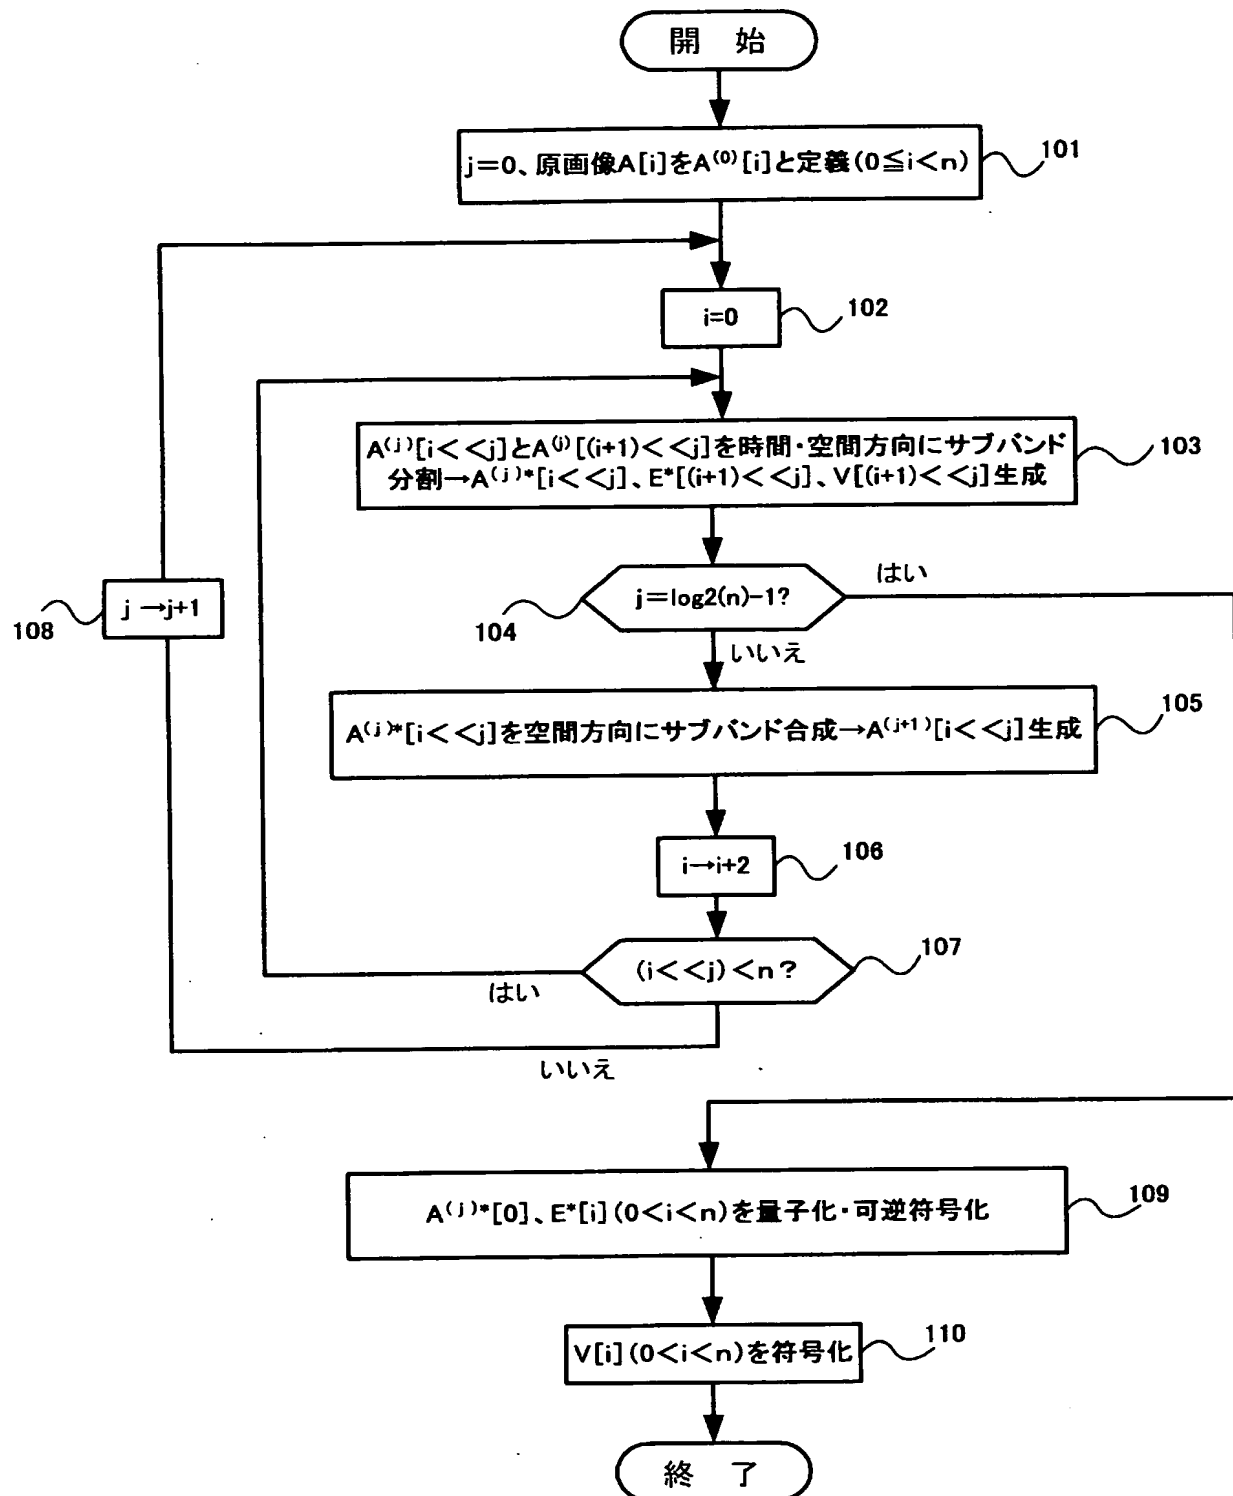 開 始
j=0、原画像A[i]をA⁽⁰⁾[i]と定義(0≦i<n)
101
i=0
102
A⁽ʲ⁾[i<<j]とA⁽ʲ⁾[(i+1)<<j]を時間・空間方向にサブバンド
分割→A⁽ʲ⁾*[i<<j]、E*[(i+1)<<j]、V[(i+1)<<j]生成
103
j=log2(n)-1?
はい
104
いいえ
j→j+1
108
A⁽ʲ⁾*[i<<j]を空間方向にサブバンド合成→A⁽ʲ⁺¹⁾[i<<j]生成
105
i→i+2
106
(i<<j)<n?
107
はい
いいえ
A⁽ʲ⁾*[0]、E*[i](0<i<n)を量子化・可逆符号化
109
V[i](0<i<n)を符号化
110
終 了